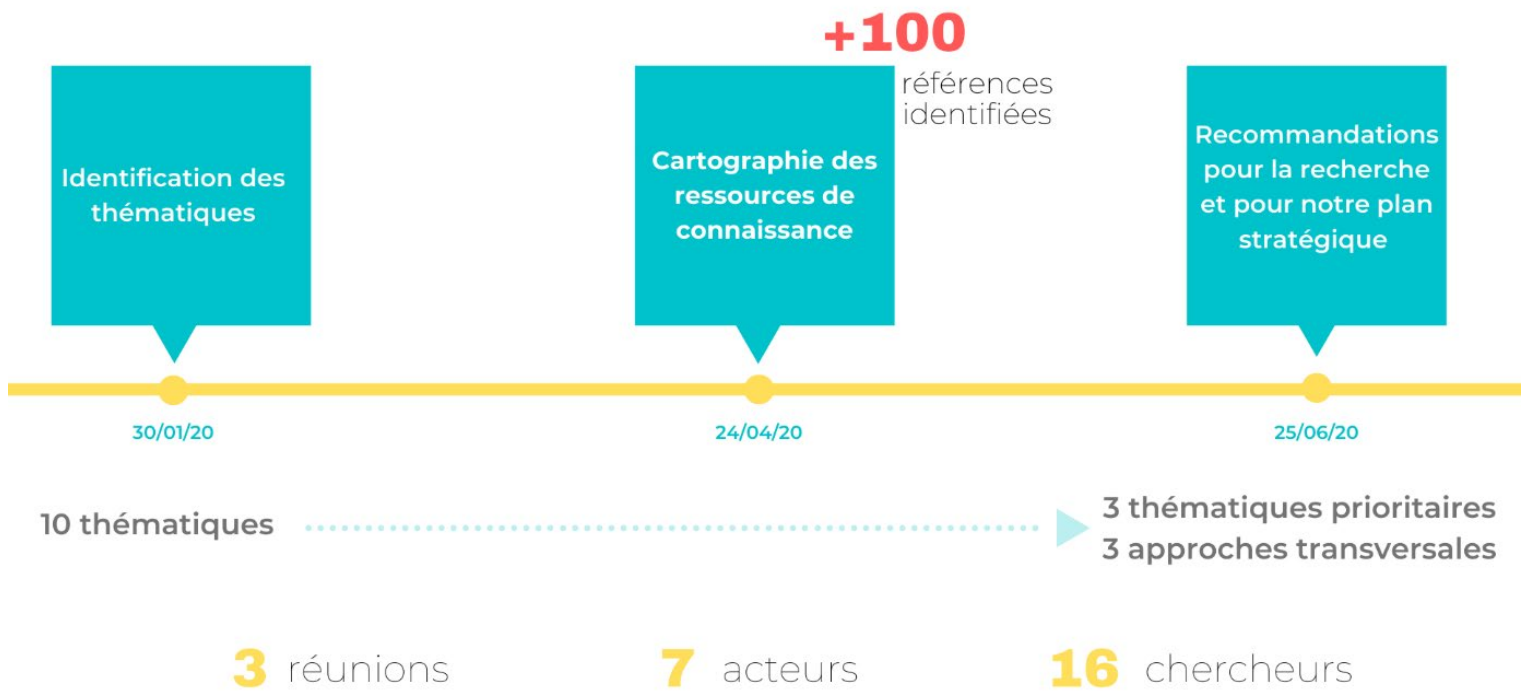 +100
références
identifiées
Identification des
thématiques
Cartographie des
ressources de
connaissance
Recommandations
pour la recherche
et pour notre plan
stratégique
30/01/20
24/04/20
25/06/20
10 thématiques
3 thématiques prioritaires
3 approches transversales
3 réunions
7 acteurs
16 chercheurs